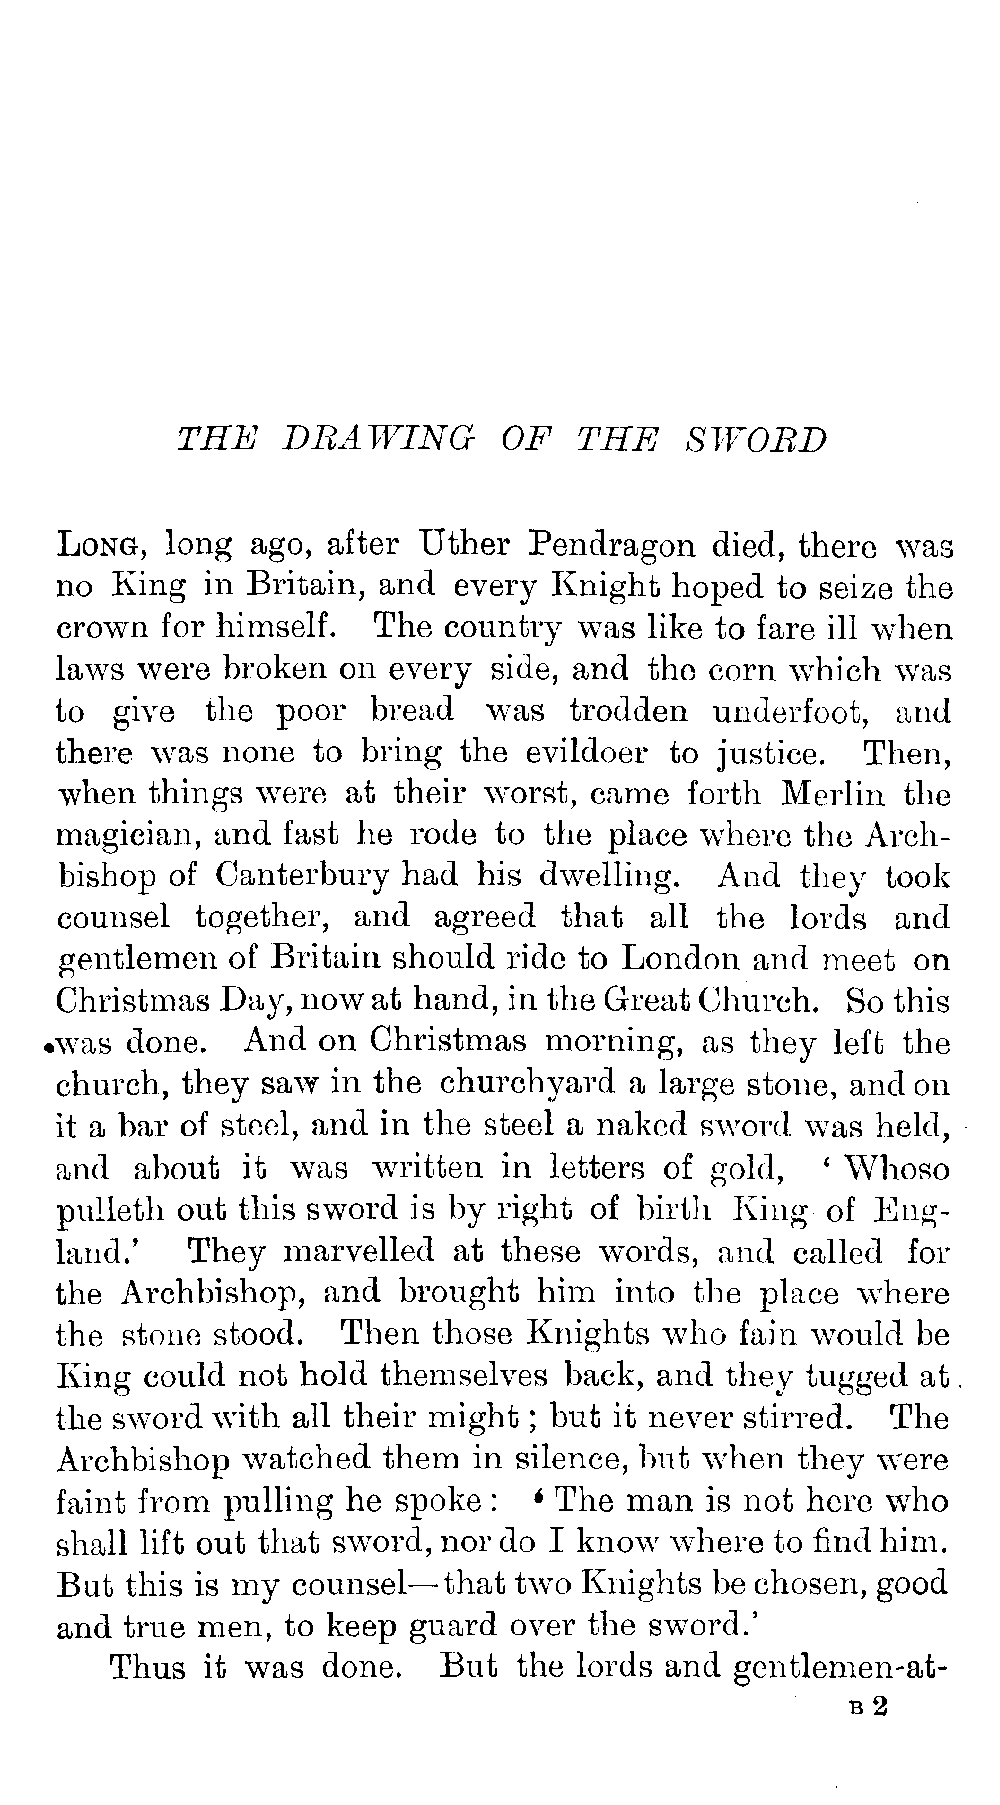 THE DRAWING OF THE SWORD
LONG, long ago, after Uther Pendragon died, there was
no King in Britain, and every Knight hoped to seize the
crown for himself. The country was like to fare ill when
laws were broken on every side, and the corn which was
to give the poor bread was trodden underfoot, and
there was none to bring the evildoer to justice. Then,
when things were at their worst, came forth Merlin the
magician, and fast he rode to the place where the Arch-
bishop of Canterbury had his dwelling. And they took
counsel together, and agreed that all the lords and
gentlemen of Britain should ride to London and meet on
Christmas Day, now at hand, in the Great Church. So this
was done. And on Christmas morning, as they left the
church, they saw in the churchyard a large stone, and on
it a bar of steel, and in the steel a naked sword was held,
and about it was written in letters of gold, ‘ Whoso
pulleth out this sword is by right of birth King of Eng-
land.’ They marvelled at these words, and called for
the Archbishop, and brought him into the place where
the stone stood. Then those Knights who fain would be
King could not hold themselves back, and they tugged at
the sword with all their might ; but it never stirred. The
Archbishop watched them in silence, but when they were
faint from pulling he spoke : ‘ The man is not here who
shall lift out that sword, nor do I know where to find him.
But this is my counsel—that two Knights be chosen, good
and true men, to keep guard over the sword.’
Thus it was done. But the lords and gentlemen-at-
B 2